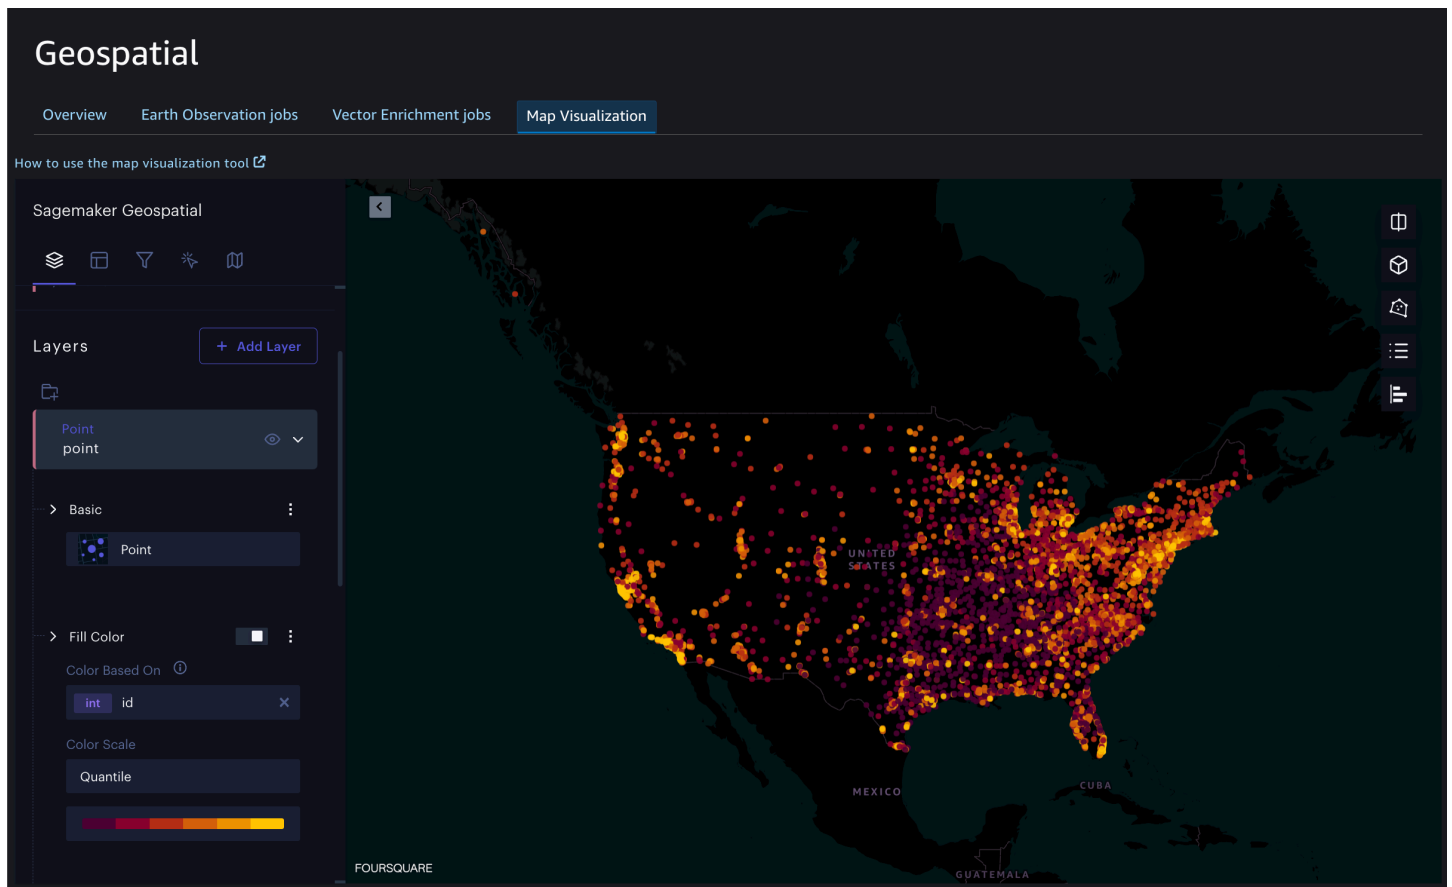 Geospatial
Overview
Earth Observation jobs
Vector Enrichment jobs
Map Visualization
How to use the map visualization tool
Sagemaker Geospatial
Layers
+ Add Layer
Point
point
Basic
Point
Fill Color
Color Based On
int id
Color Scale
Quantile
UNITED
STATES
MEXICO
CUBA
GUATEMALA
FOURSQUARE